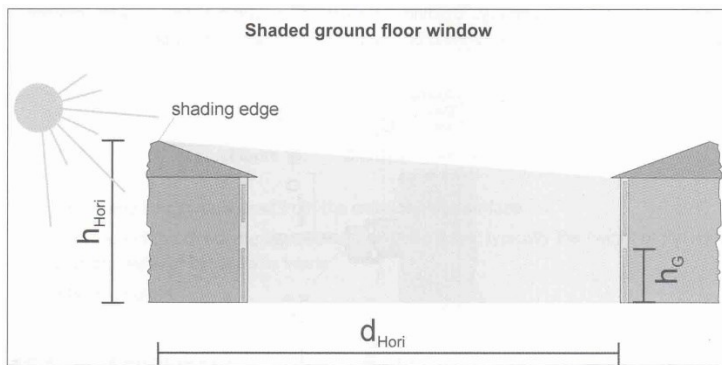 Shaded ground floor window
shading edge
h_Hori
h_G
d_Hori